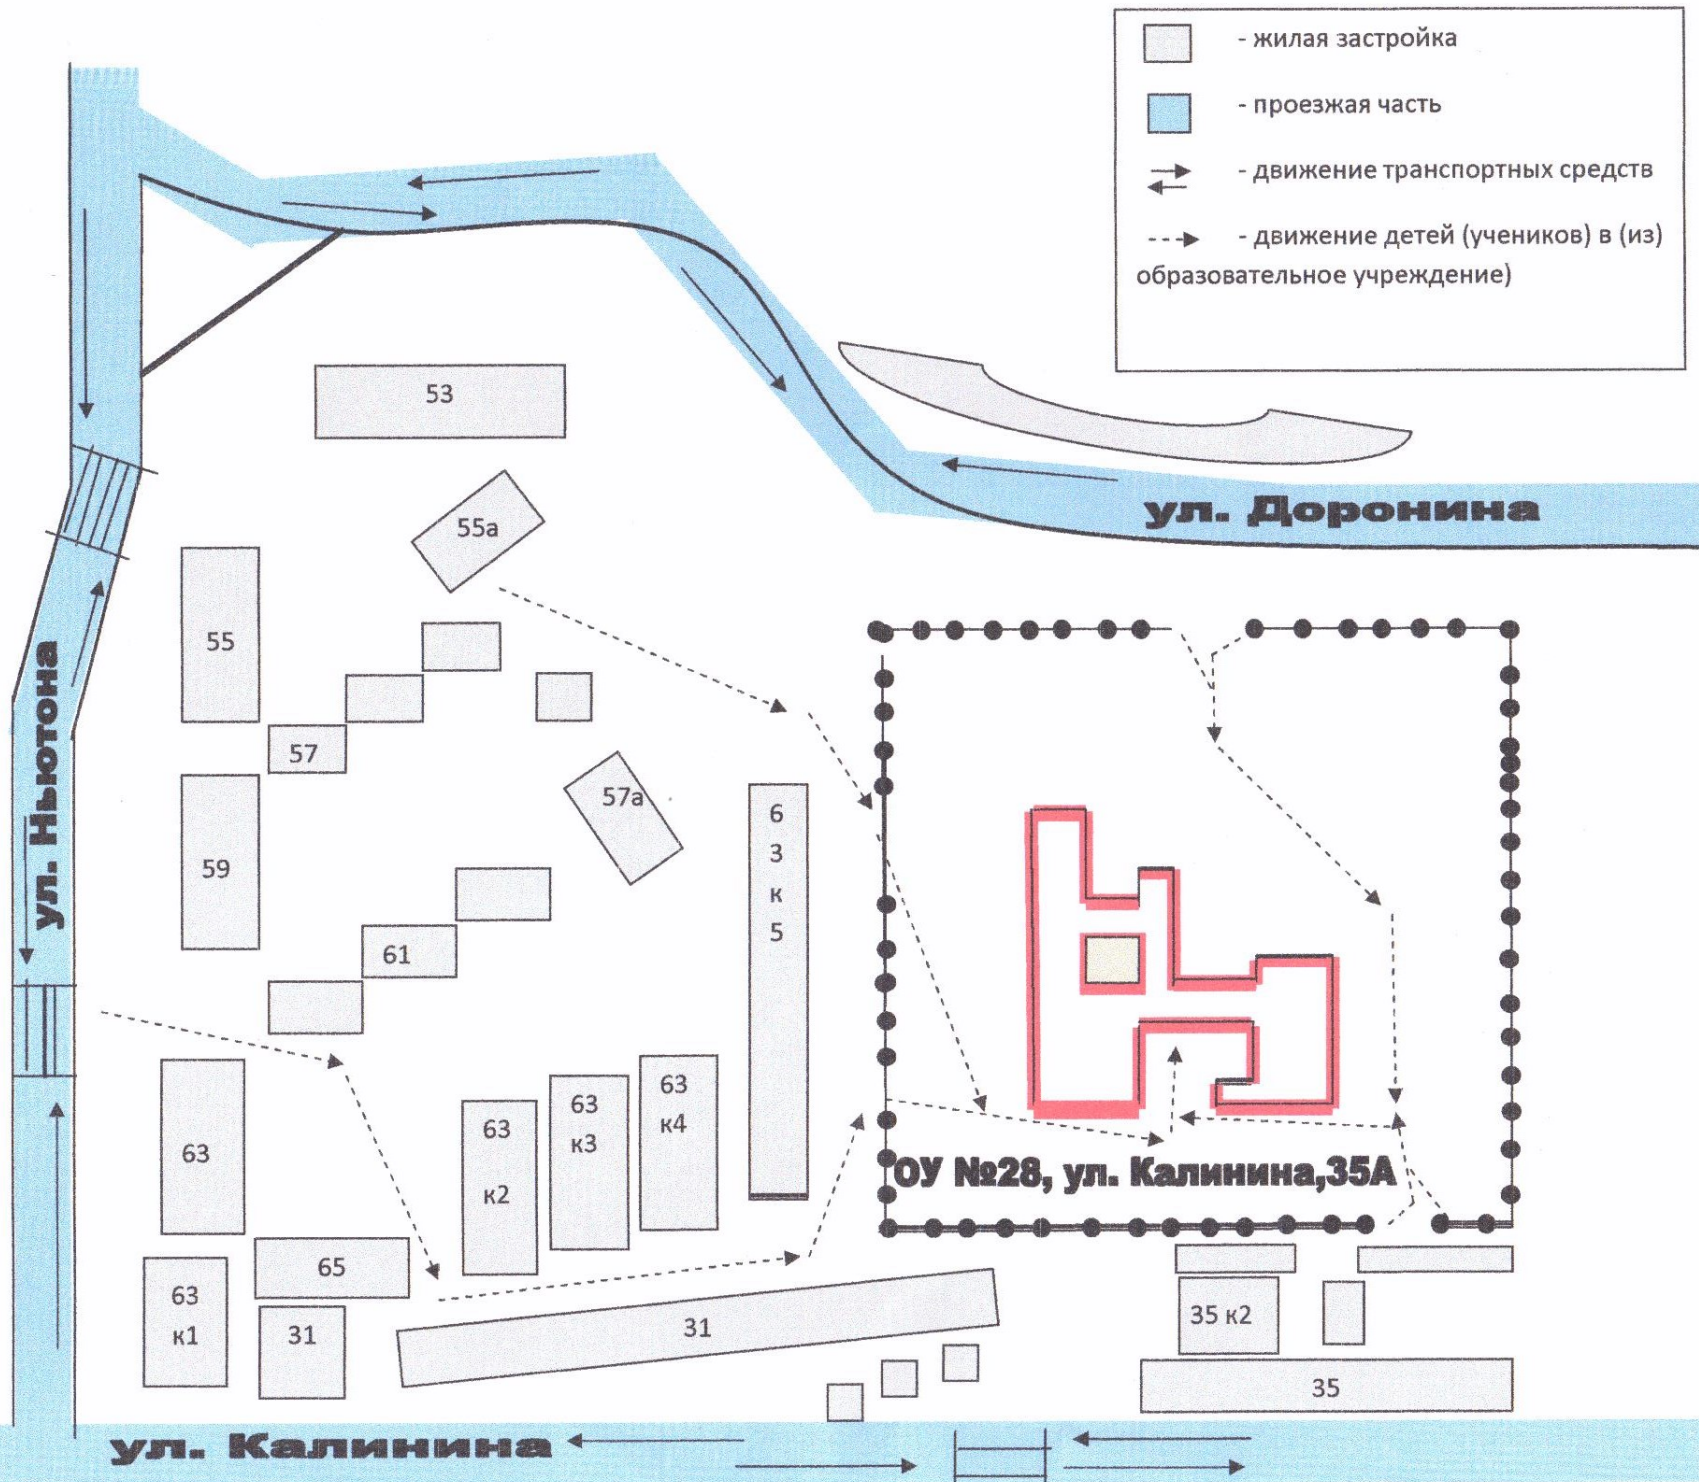 - жилая застройка
- проезжая часть
- движение транспортных средств
- движение детей (учеников) в (из)
образовательное учреждение)
53
55а
ул. Доронина
55
57
57а
ул. Ньютона
59
6
3
к
5
61
63
63
к2
63
к3
63
к4
ОУ №28, ул. Калинина,35А
65
63
к1
31
31
35 к2
35
ул. Калинина